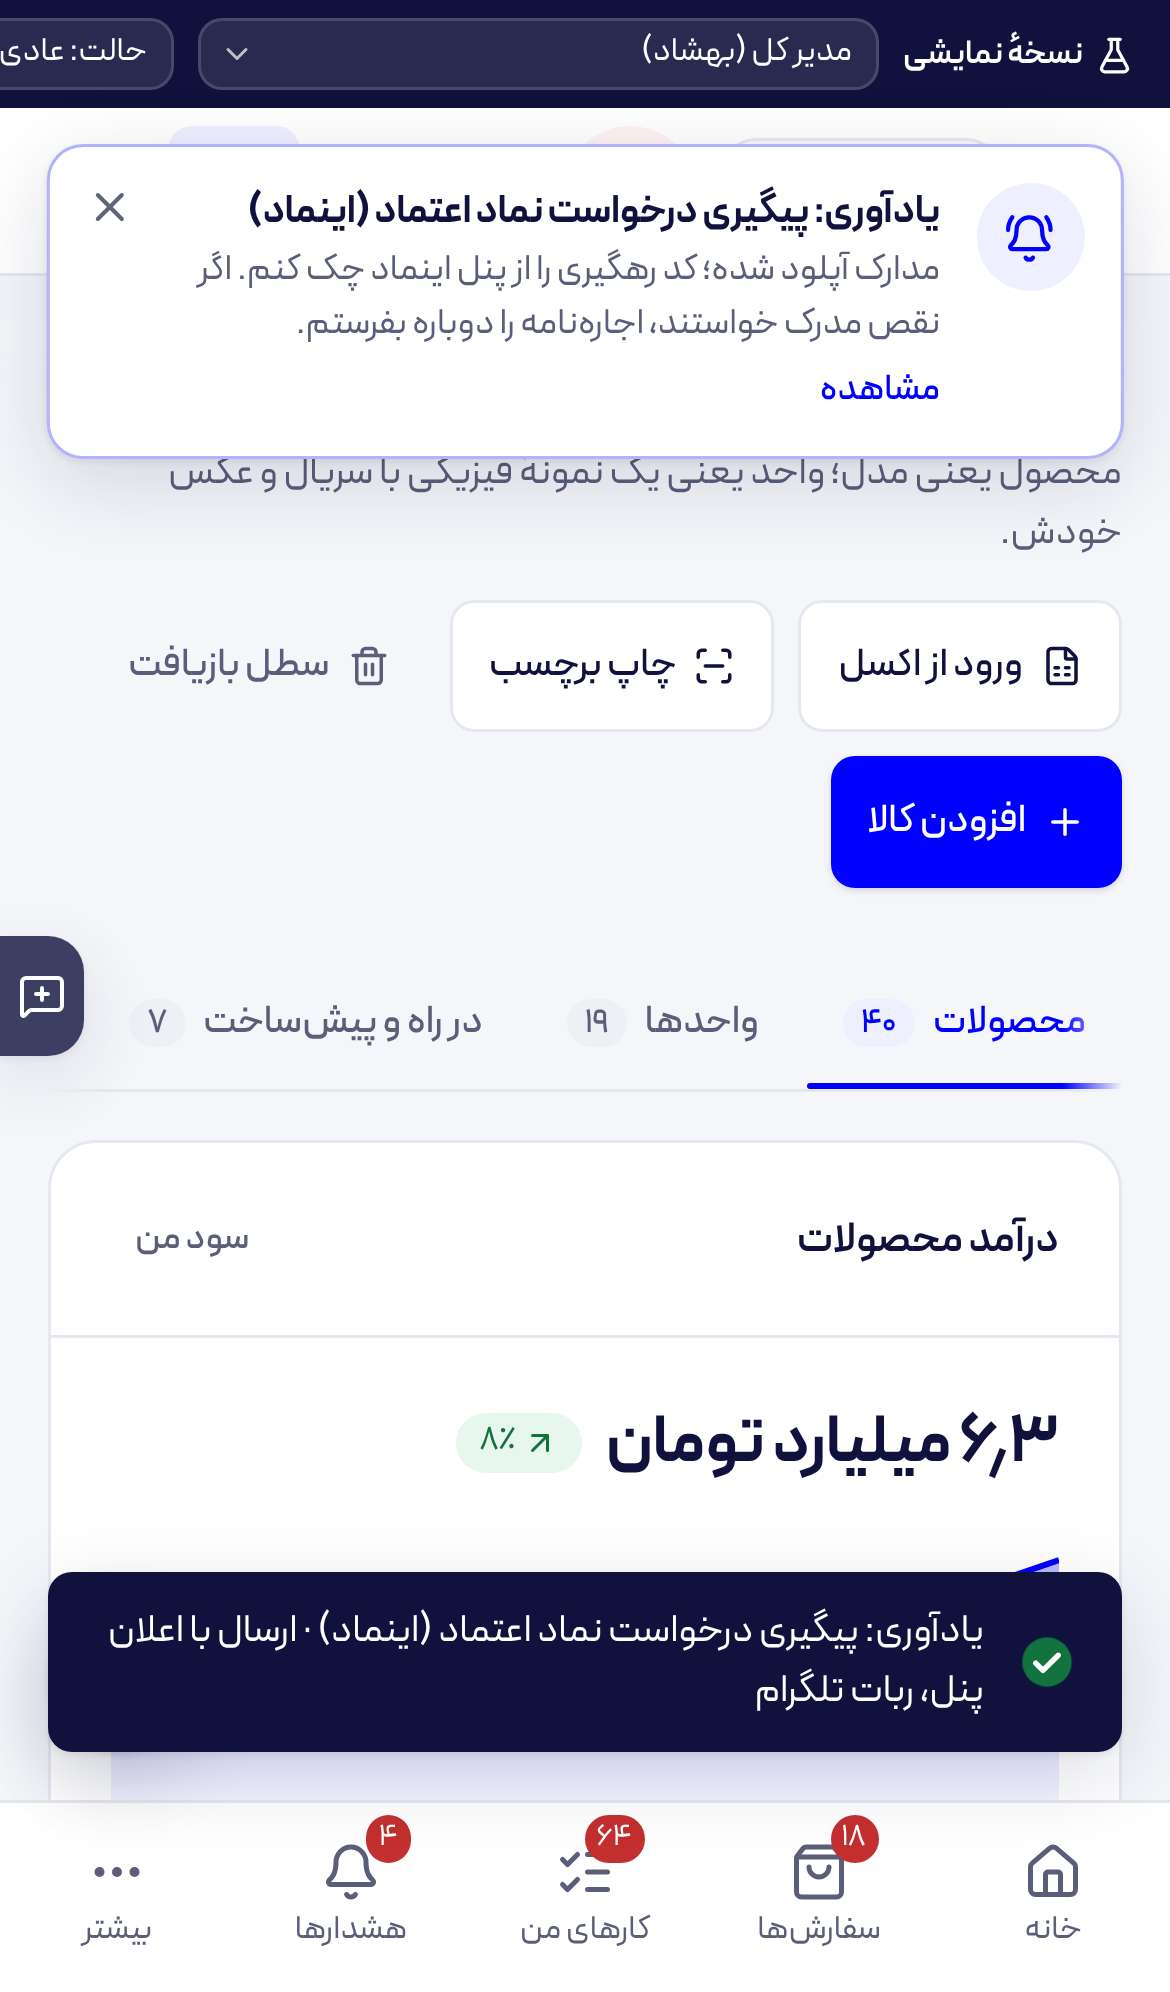 نسخهٔ نمایشی
مدیر کل (بهشاد)
حالت: عادی
یادآوری: پیگیری درخواست نماد اعتماد (اینماد)
مدارک آپلود شده؛ کد رهگیری را از پنل اینماد چک کنم. اگر
نقص مدرک خواستند، اجاره‌نامه را دوباره بفرستم.
مشاهده
محصول یعنی مدل؛ واحد یعنی یک نمونهٔ فیزیکی با سریال و عکس
خودش.
ورود از اکسل
چاپ برچسب
سطل بازیافت
افزودن کالا
محصولات ۴۰
واحدها ۱۹
در راه و پیش‌ساخت ۷
درآمد محصولات
سود من
۶٫۳ میلیارد تومان
۸٪
یادآوری: پیگیری درخواست نماد اعتماد (اینماد) · ارسال با اعلان
پنل، ربات تلگرام
۱۸
۶۴
۴
خانه
سفارش‌ها
کارهای من
هشدارها
بیشتر